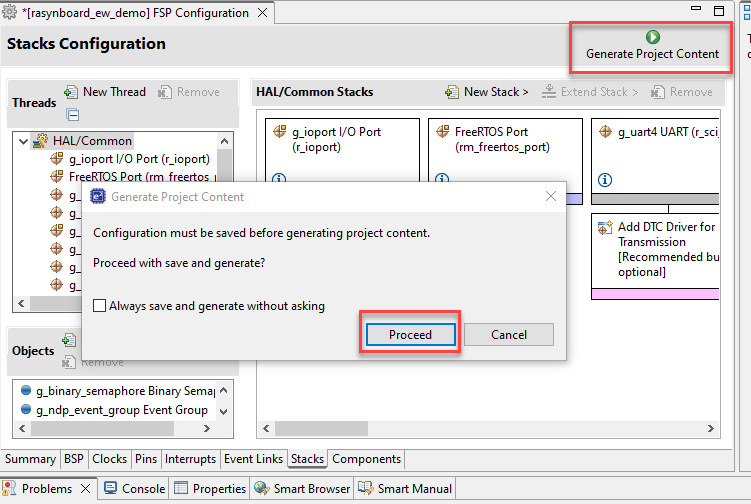 *[rasynboard_ew_demo] FSP Configuration
Stacks Configuration
Generate Project Content
Threads
New Thread
Remove
HAL/Common Stacks
New Stack >
Extend Stack >
Remove
HAL/Common
g_ioport I/O Port (r_ioport)
FreeRTOS Port (rm_freertos_
g_
g_
g_
g_
g_
g_
g_ioport I/O Port
(r_ioport)
FreeRTOS Port
(rm_freertos_port)
g_uart4 UART (r_sci_
Add DTC Driver for
Transmission
[Recommended bu
optional]
Generate Project Content
Configuration must be saved before generating project content.
Proceed with save and generate?
Always save and generate without asking
Proceed
Cancel
Objects
Remove
g_binary_semaphore Binary Sema
g_ndp_event_group Event Group
Summary
BSP
Clocks
Pins
Interrupts
Event Links
Stacks
Components
Problems
Console
Properties
Smart Browser
Smart Manual